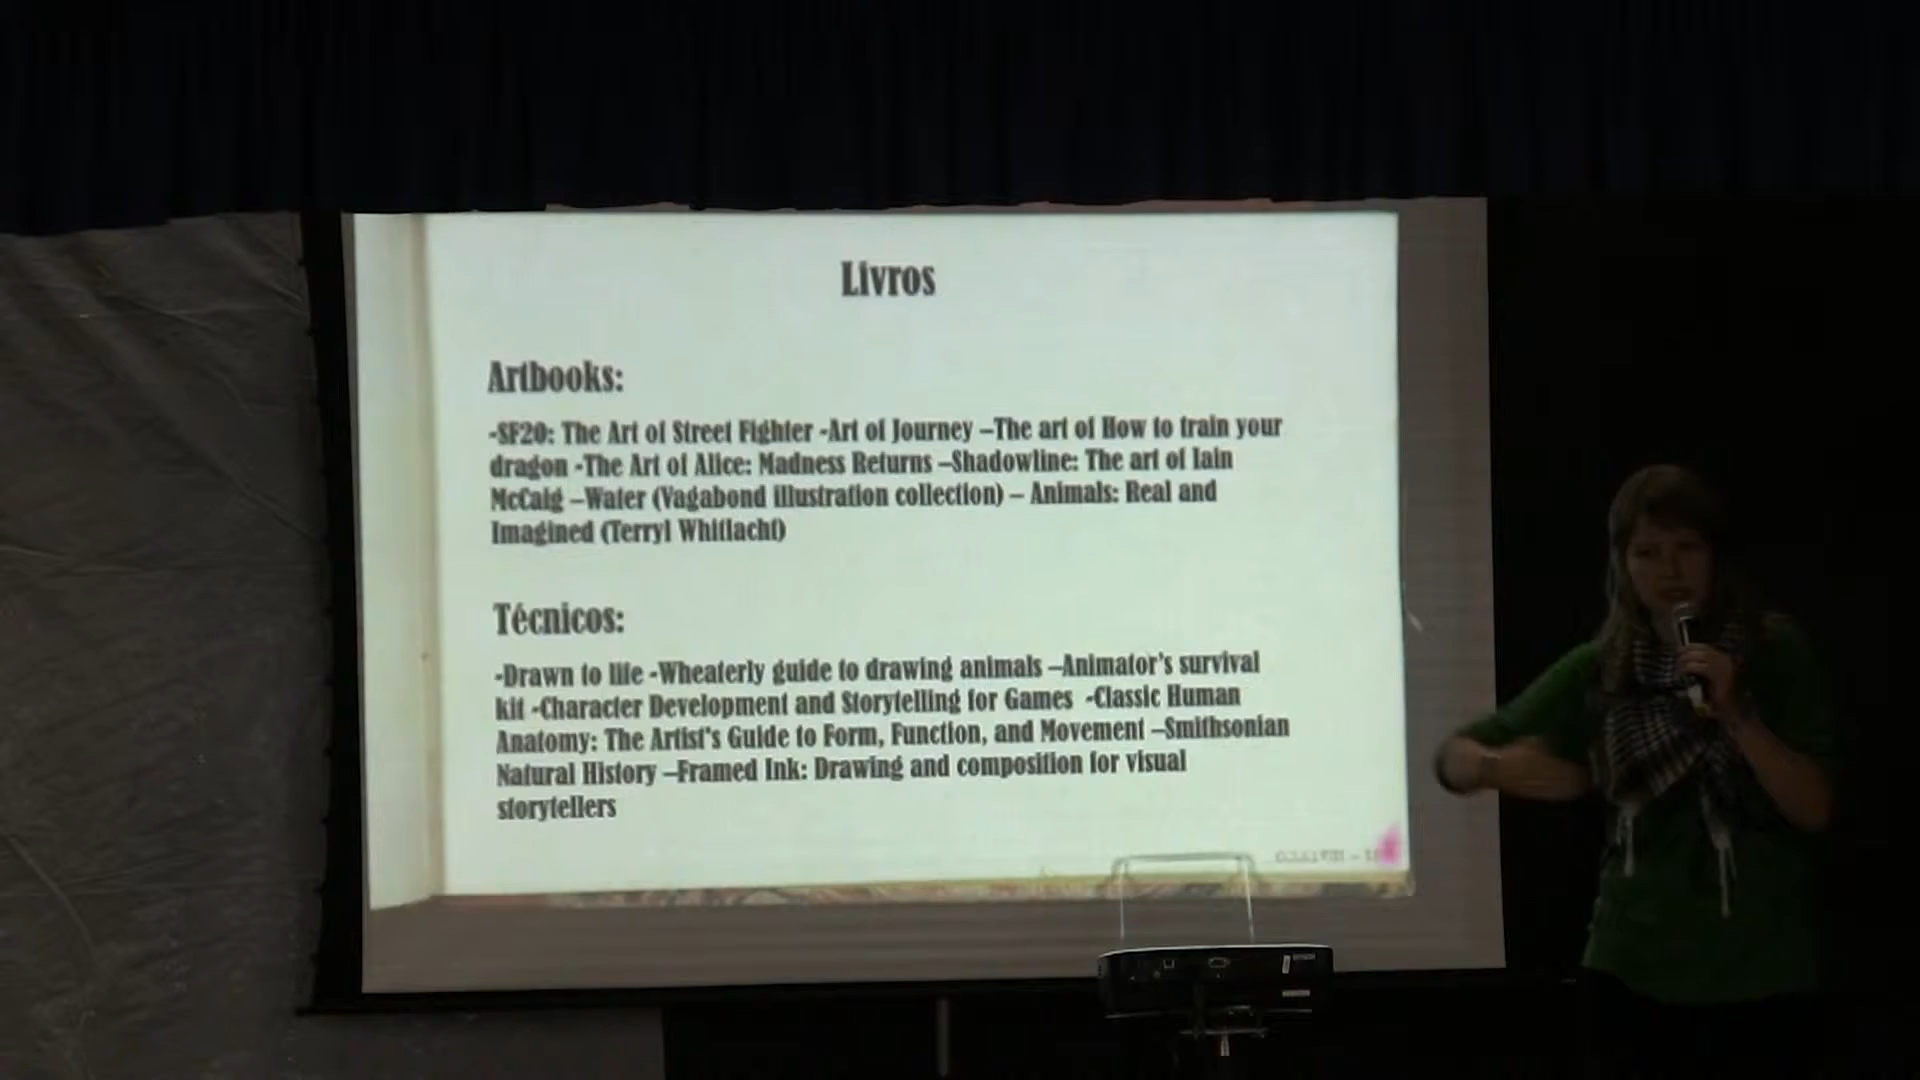 Livros
Artbooks:
-SF20: The Art of Street Fighter -Art of Journey –The art of How to train your
dragon -The Art of Alice: Madness Returns –Shadowline: The art of Iain
McCaig –Water (Vagabond illustration collection) – Animals: Real and
Imagined (Terryl Whitlacht)
Técnicos:
-Drawn to life -Wheaterly guide to drawing animals –Animator's survival
kit -Character Development and Storytelling for Games -Classic Human
Anatomy: The Artist's Guide to Form, Function, and Movement –Smithsonian
Natural History –Framed Ink: Drawing and composition for visual
storytellers
EPSON